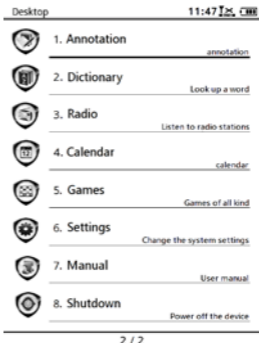 Desktop 11:47
1. Annotation
annotation
2. Dictionary
Look up a word
3. Radio
Listen to radio stations
4. Calendar
calendar
5. Games
Games of all kind
6. Settings
Change the system settings
7. Manual
User manual
8. Shutdown
Power off the device
2 / 2